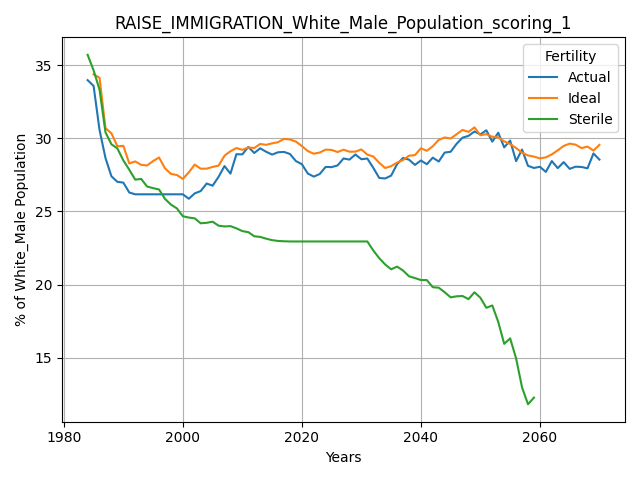 RAISE_IMMIGRATION_White_Male_Population_scoring_1
Fertility
Actual
Ideal
Sterile
% of White_Male Population
35
30
25
20
15
1980
2000
2020
2040
2060
Years